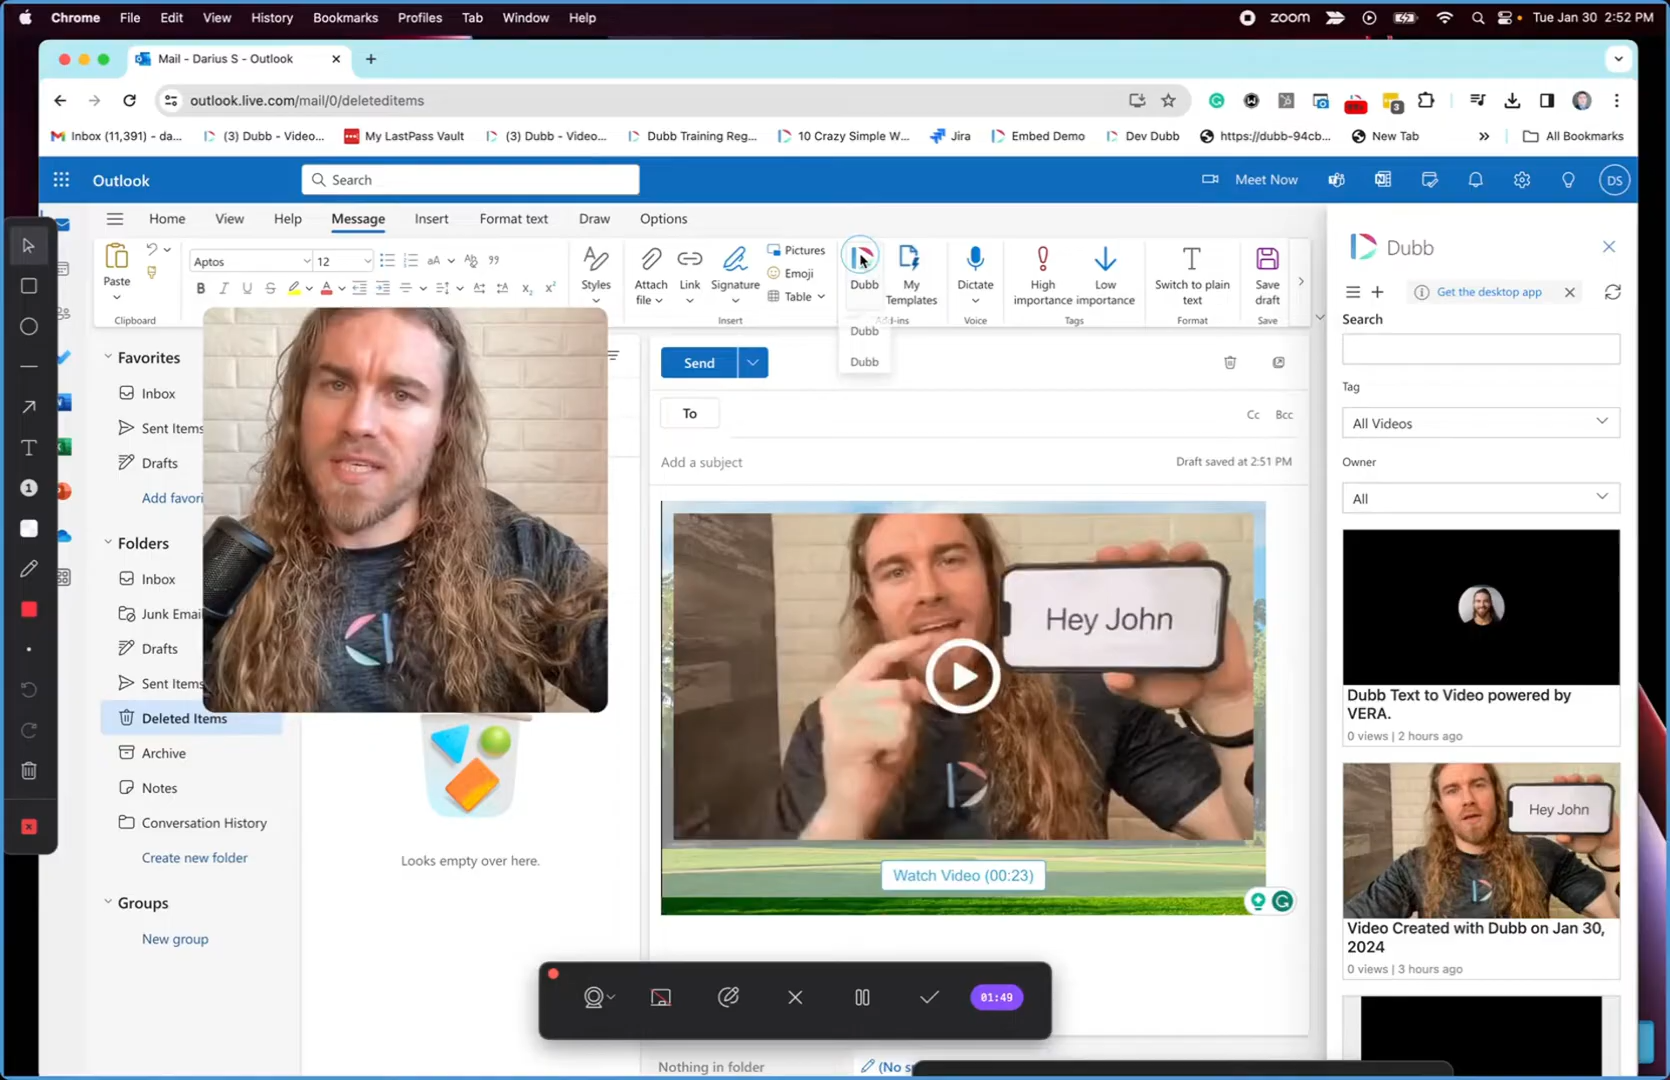 Chrome File Edit View History Bookmarks Profiles Tab Window Help
zoom Tue Jan 30 2:52 PM
Mail - Darius S - Outlook
outlook.live.com/mail/0/deleteditems
3
Inbox (11,391) - da...
(3) Dubb - Video...
My LastPass Vault
(3) Dubb - Video...
Dubb Training Reg...
10 Crazy Simple W...
Jira
Embed Demo
Dev Dubb
https://dubb-94cb...
New Tab
»
All Bookmarks
Outlook
Search
Meet Now
DS
Home View Help Message Insert Format text Draw Options
Paste
Clipboard
Aptos 12
B I U S
Styles
Attach file
Link
Signature
Pictures
Emoji
Table
Insert
Dubb
My Templates
Add-ins
Dubb
Dubb
Dictate
Voice
High importance
Low importance
Tags
Switch to plain text
Format
Save draft
Save
Favorites
Inbox
Sent Items
Drafts
Add favori
Folders
Inbox
Junk Emai
Drafts
Sent Items
Deleted Items
Archive
Notes
Conversation History
Create new folder
Groups
New group
T
1
Looks empty over here.
Send
To
Cc Bcc
Add a subject
Draft saved at 2:51 PM
Hey John
Watch Video (00:23)
01:49
Nothing in folder
(No s
Dubb
Get the desktop app
Search
Tag
All Videos
Owner
All
Dubb Text to Video powered by
VERA.
0 views | 2 hours ago
Hey John
Video Created with Dubb on Jan 30,
2024
0 views | 3 hours ago